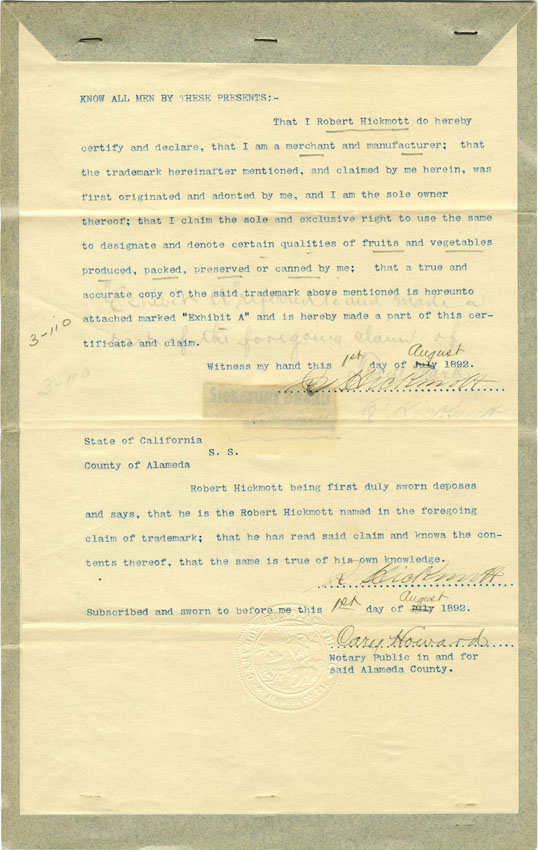 KNOW ALL MEN BY THESE PRESENTS:-
That I Robert Hickmott do hereby
certify and declare, that I am a merchant and manufacturer; that
the trademark hereinafter mentioned, and claimed by me herein, was
first originated and adopted by me, and I am the sole owner
thereof; that I claim the sole and exclusive right to use the same
to designate and denote certain qualities of fruits and vegetables
produced, packed, preserved or canned by me; that a true and
accurate copy of the said trademark above mentioned is hereunto
attached marked "Exhibit A" and is hereby made a part of this cer-
tificate and claim.
3-110
3-110
Witness my hand this 1st day of July August 1892.
R. Hickmott
SIGNATURE BRAND
State of California
S. S.
County of Alameda
Robert Hickmott being first duly sworn deposes
and says, that he is the Robert Hickmott named in the foregoing
claim of trademark; that he has read said claim and knowa the con-
tents thereof, that the same is true of his own knowledge.
R. Hickmott
Subscribed and sworn to before me this 1st day of July August 1892.
Cary Howard
Notary Public in and for
said Alameda County.